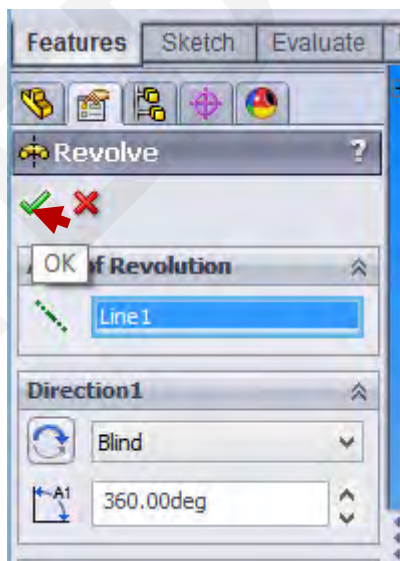 Features Sketch Evaluate
Revolve ?
OK of Revolution
Line1
Direction1
Blind
A1 360.00deg